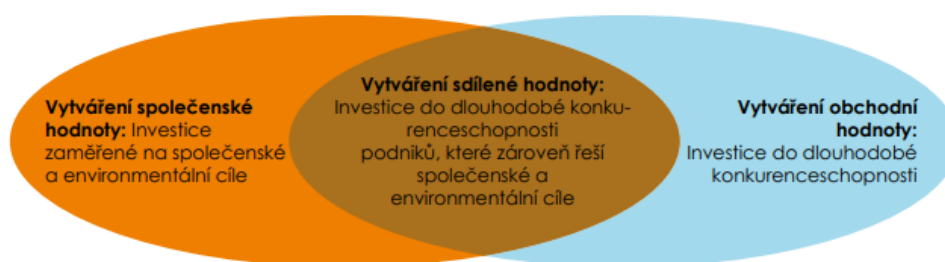 Vytváření společenské
hodnoty: Investice
zaměřené na společenské
a environmentální cíle
Vytváření sdílené hodnoty:
Investice do dlouhodobé konku-
renceschopnosti
podniků, které zároveň řeší
společenské a
environmentální cíle
Vytváření obchodní
hodnoty:
Investice do dlouhodobé
konkurenceschopnosti